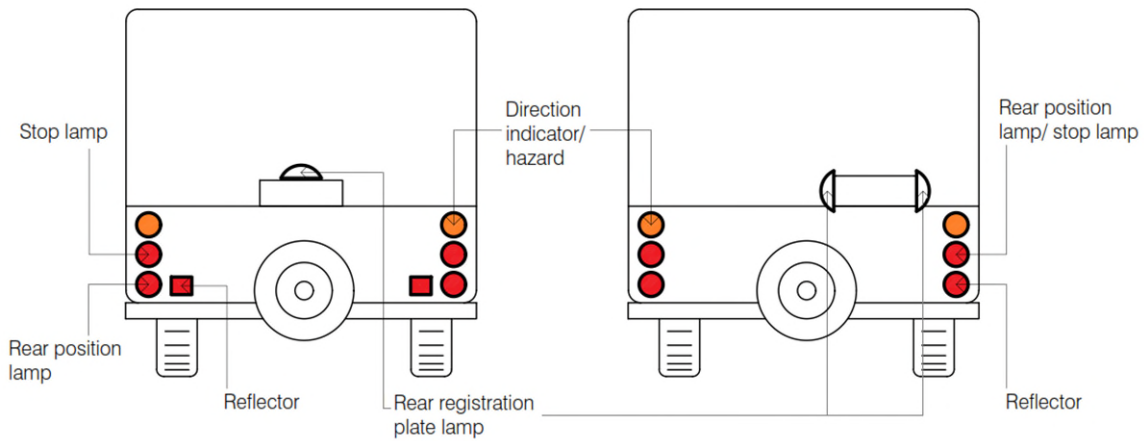 Stop lamp
Direction
indicator/
hazard
Rear position
lamp/ stop lamp
Rear position
lamp
Reflector
Rear registration
plate lamp
Reflector